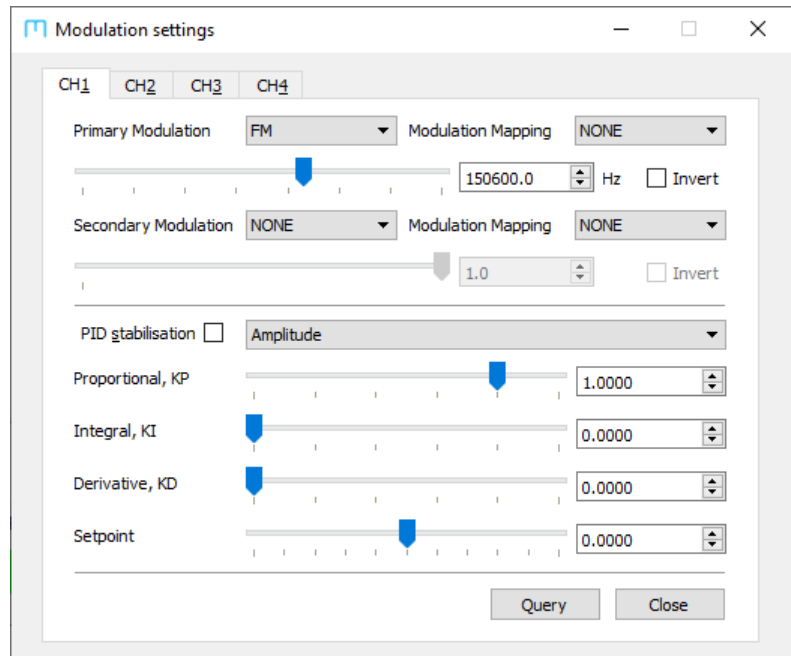 Modulation settings
CH1 CH2 CH3 CH4
Primary Modulation FM Modulation Mapping NONE
150600.0 Hz Invert
Secondary Modulation NONE Modulation Mapping NONE
1.0 Invert
PID stabilisation Amplitude
Proportional, KP 1.0000
Integral, KI 0.0000
Derivative, KD 0.0000
Setpoint 0.0000
Query Close